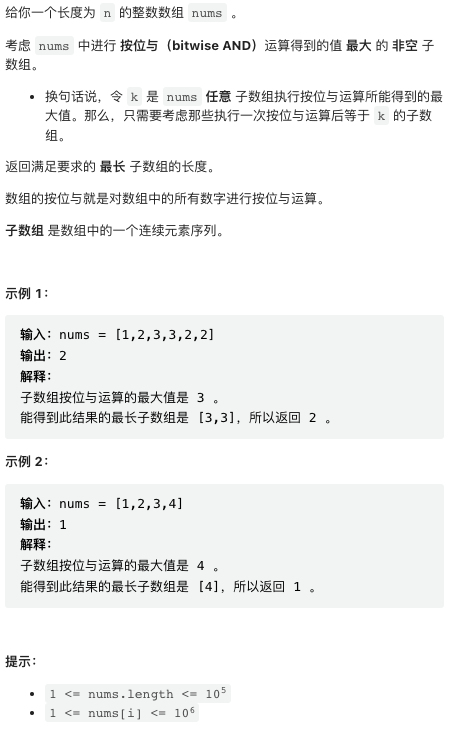 给你一个长度为 n 的整数数组 nums 。
考虑 nums 中进行 按位与（bitwise AND）运算得到的值 最大 的 非空 子
数组。
• 换句话说，令 k 是 nums 任意 子数组执行按位与运算所能得到的最
大值。那么，只需要考虑那些执行一次按位与运算后等于 k 的子数
组。
返回满足要求的 最长 子数组的长度。
数组的按位与就是对数组中的所有数字进行按位与运算。
子数组 是数组中的一个连续元素序列。
示例 1：
输入：nums = [1,2,3,3,2,2]
输出：2
解释：
子数组按位与运算的最大值是 3 。
能得到此结果的最长子数组是 [3,3]，所以返回 2 。
示例 2：
输入：nums = [1,2,3,4]
输出：1
解释：
子数组按位与运算的最大值是 4 。
能得到此结果的最长子数组是 [4]，所以返回 1 。
提示：
• 1 <= nums.length <= 10⁵
• 1 <= nums[i] <= 10⁶